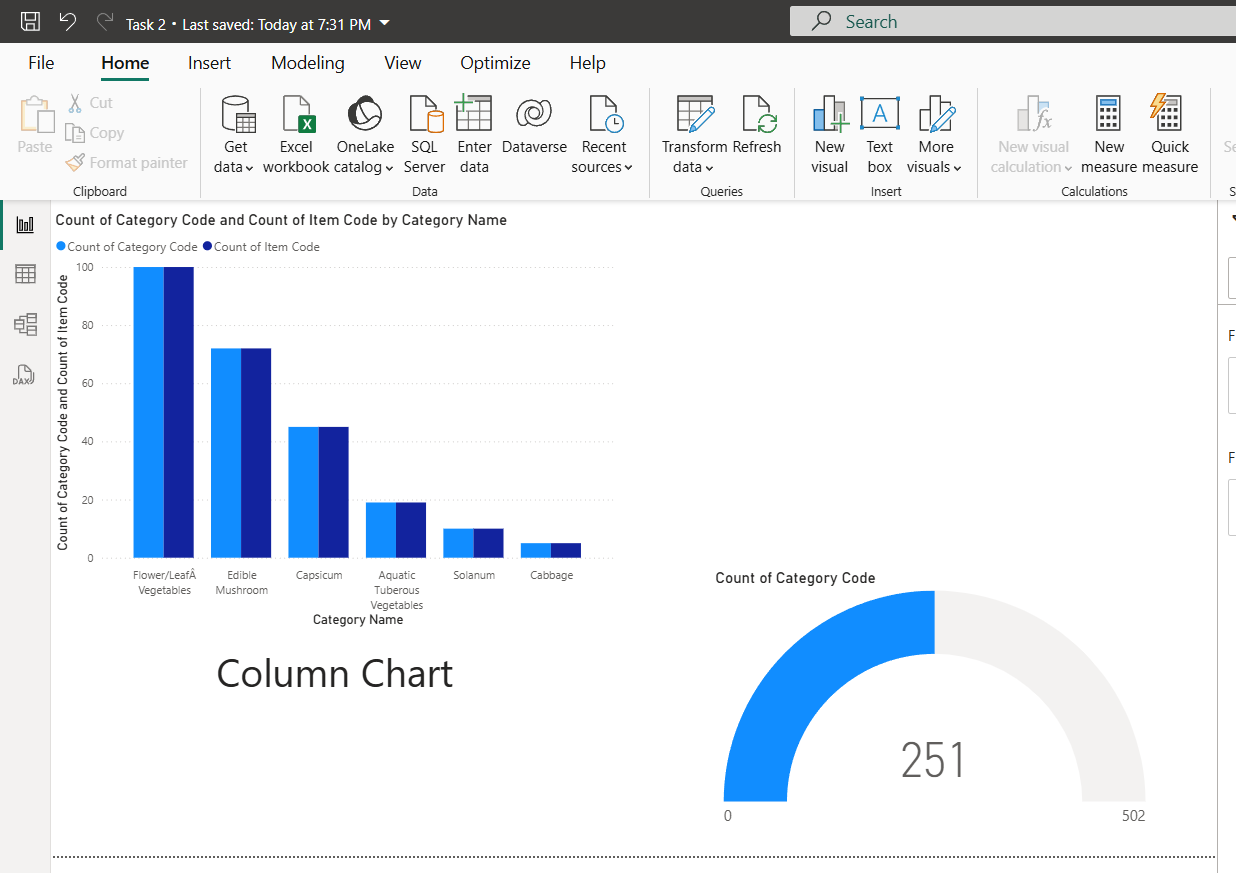 Task 2 • Last saved: Today at 7:31 PM
Search
File Home Insert Modeling View Optimize Help
Paste
Cut
Copy
Format painter
Clipboard
Get data
Excel workbook
OneLake catalog
SQL Server
Enter data
Dataverse
Recent sources
Data
Transform data
Refresh
Queries
New visual
Text box
More visuals
Insert
New visual calculation
New measure
Quick measure
Calculations
DAX
Count of Category Code and Count of Item Code by Category Name
Count of Category Code Count of Item Code
Count of Category Code and Count of Item Code
100
80
60
40
20
0
Flower/LeafÂ Vegetables
Edible Mushroom
Capsicum
Aquatic Tuberous Vegetables
Solanum
Cabbage
Category Name
Column Chart
Count of Category Code
251
0
502